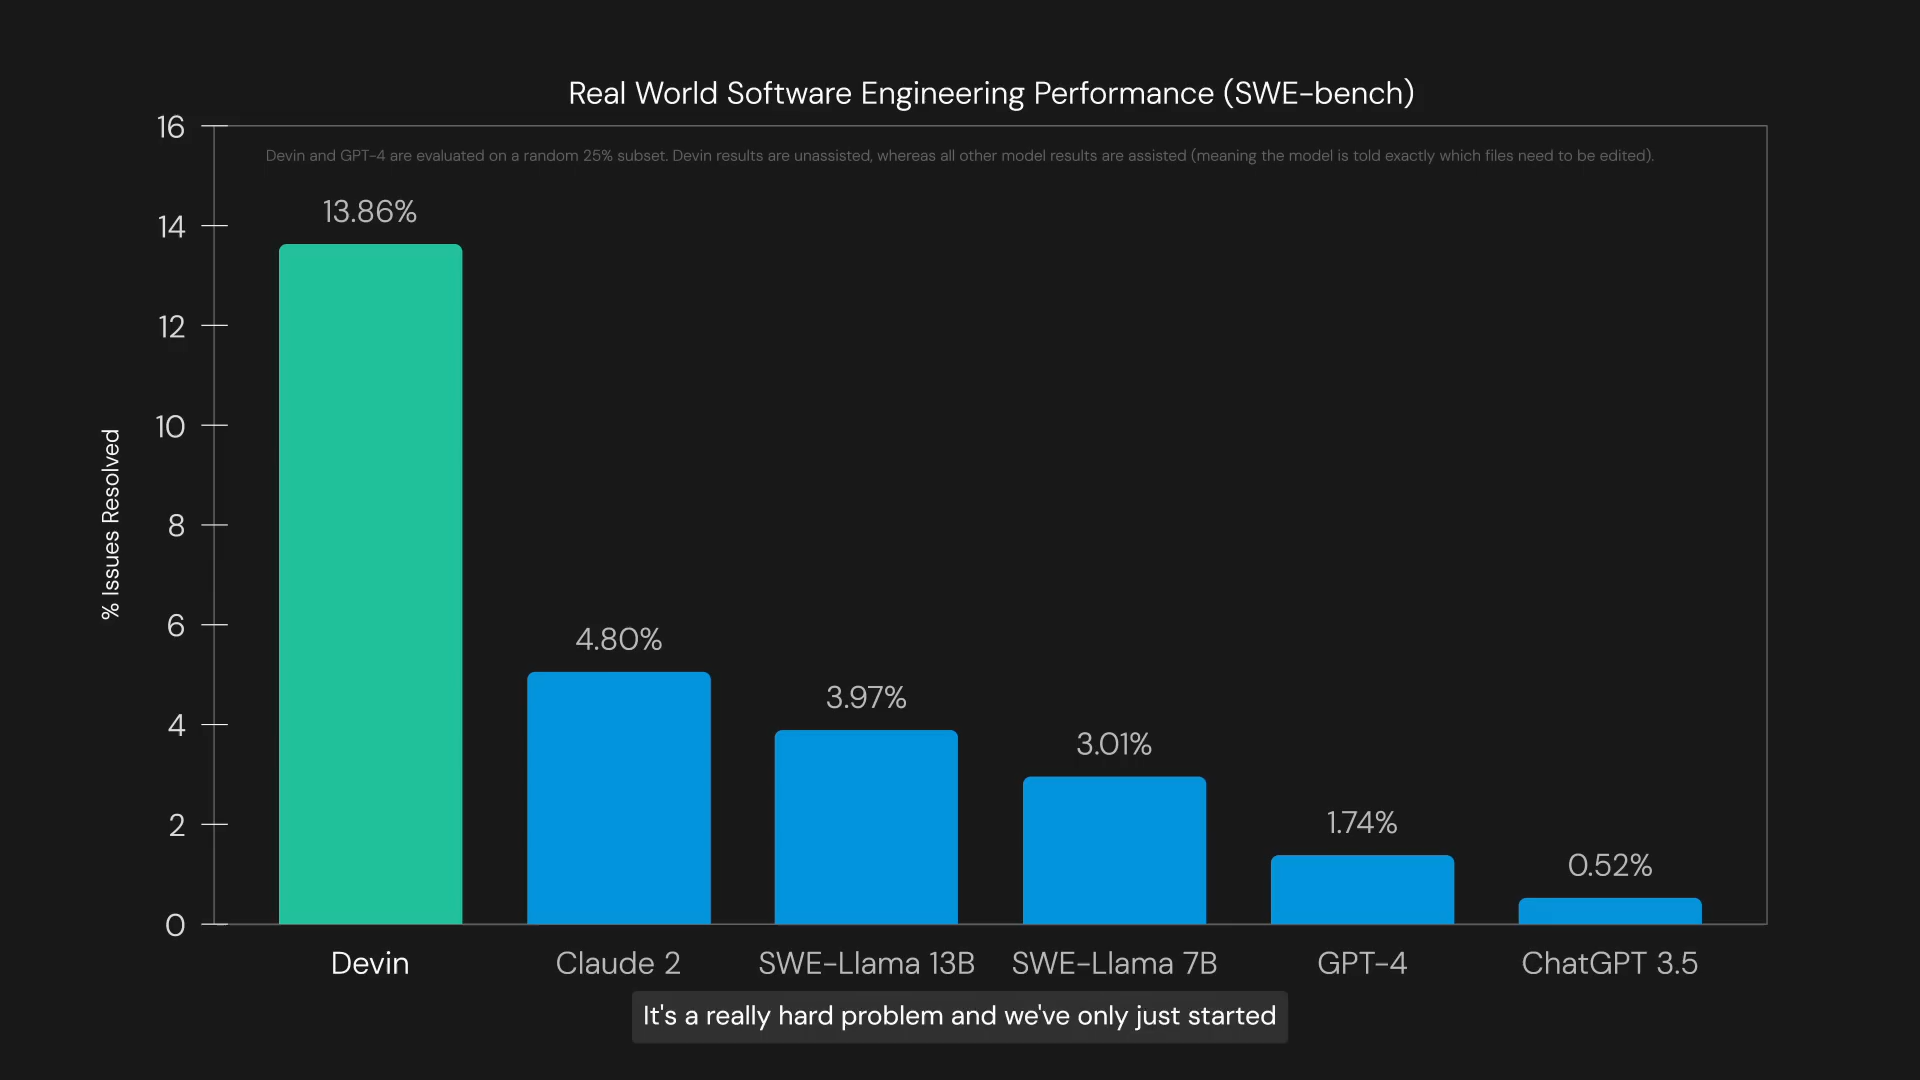 Real World Software Engineering Performance (SWE-bench)
Devin and GPT-4 are evaluated on a random 25% subset. Devin results are unassisted, whereas all other model results are assisted (meaning the model is told exactly which files need to be edited).
16
14
12
10
8
6
4
2
0
% Issues Resolved
13.86%
4.80%
3.97%
3.01%
1.74%
0.52%
Devin
Claude 2
SWE-Llama 13B
SWE-Llama 7B
GPT-4
ChatGPT 3.5
It's a really hard problem and we've only just started